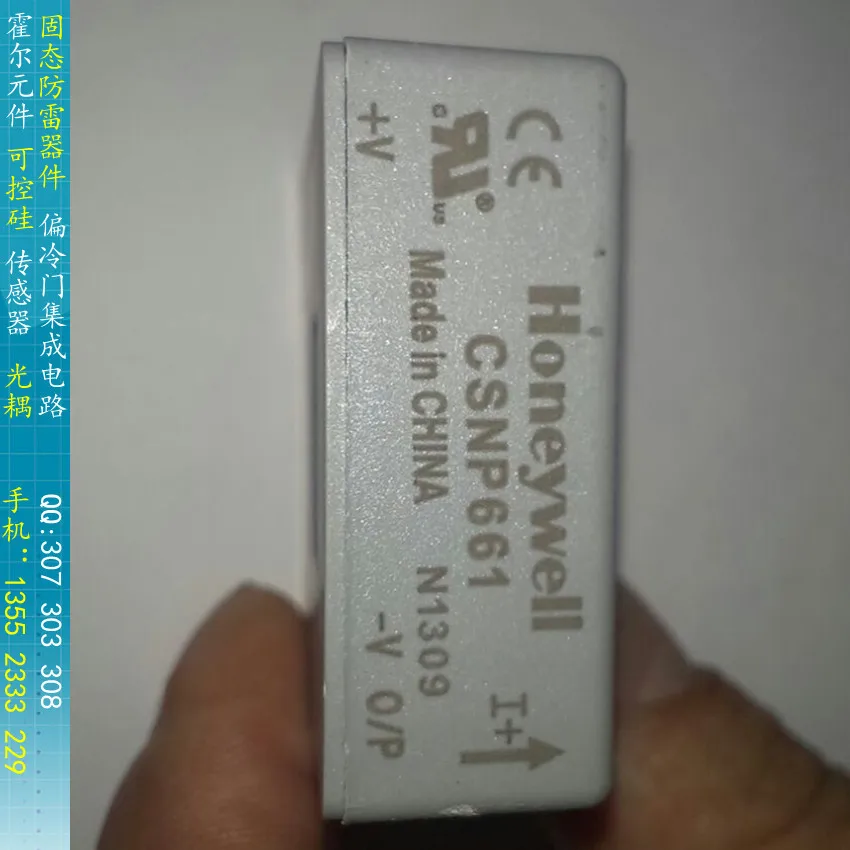 固态防雷器件 偏冷门集成电路 QQ:307 303 308
霍尔元件 可控硅 传感器 光耦 手机：1355 2333 229
CE
c UL® us
Honeywell
CSNP661
Made in CHINA N1309
I+
+V -V O/P